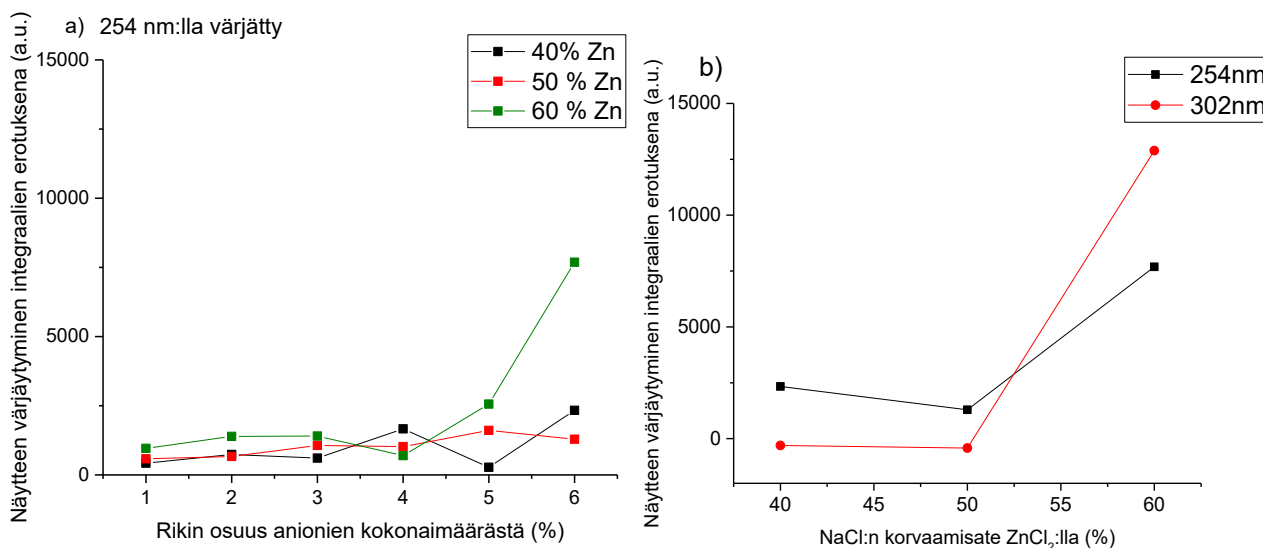 a) 254 nm:lla värjätty
40% Zn
50 % Zn
60 % Zn
Näytteen värjäytyminen integraalien erotuksena (a.u.)
15000
10000
5000
0
1 2 3 4 5 6
Rikin osuus anionien kokonaimäärästä (%)
b)
254nm
302nm
Näytteen värjäytyminen integraalien erotuksena (a.u.)
15000
10000
5000
0
40 45 50 55 60
NaCl:n korvaamisate ZnCl₂:lla (%)